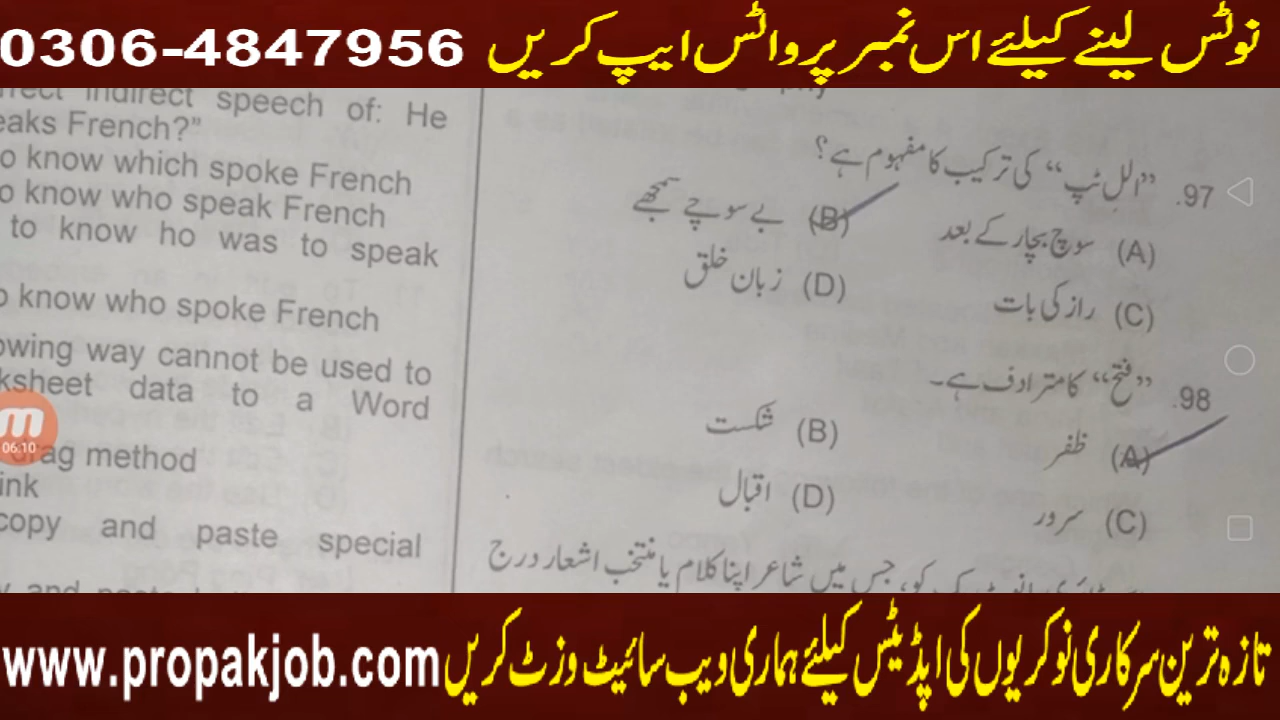 نوٹس لینے کیلئے اس نمبر پر واٹس ایپ کریں 0306-4847956
indirect speech of: He
eaks French?”
o know which spoke French
o know who speak French
to know ho was to speak
o know who spoke French
owing way cannot be used to
ksheet data to a Word
06:10
drag method
ink
copy and paste special
97. “الل ٹپ” کی ترکیب کا مفہوم ہے؟
(A) سوچ بچار کے بعد (B) بے سوچے سمجھے
(C) راز کی بات (D) زبان خلق
98. “فتح” کا مترادف ہے۔
(A) ظفر (B) شکست
(C) سرور (D) اقبال
کو، جس میں شاعر اپنا کلام یا منتخب اشعار درج
تازہ ترین سرکاری نوکریوں کی اپڈیٹس کیلئے ہماری ویب سائیٹ وزٹ کریں www.propakjob.com